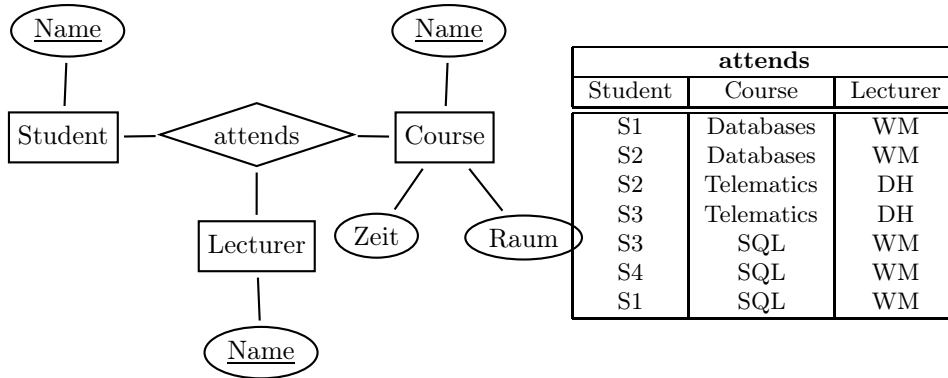 Name
Name
Student
attends
Course
Lecturer
Zeit
Raum
Name
attends
Student Course Lecturer
S1 Databases WM
S2 Databases WM
S2 Telematics DH
S3 Telematics DH
S3 SQL WM
S4 SQL WM
S1 SQL WM